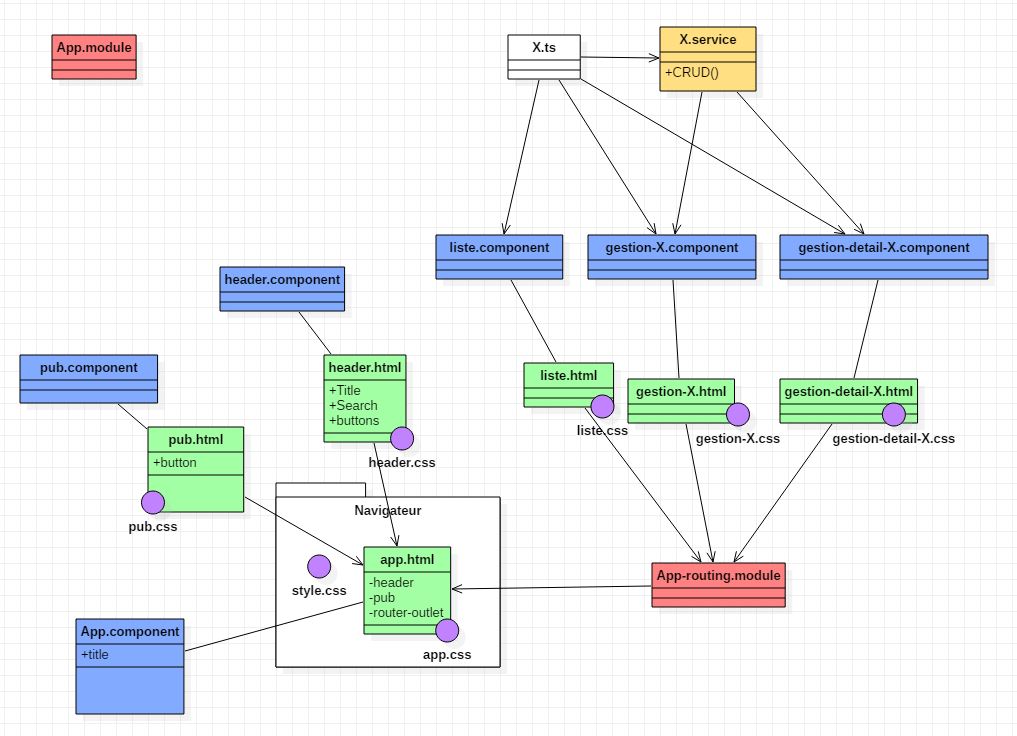 App.module
X.ts
X.service
+CRUD()
liste.component
gestion-X.component
gestion-detail-X.component
header.component
pub.component
header.html
+Title
+Search
+buttons
header.css
liste.html
liste.css
gestion-X.html
gestion-X.css
gestion-detail-X.html
gestion-detail-X.css
pub.html
+button
pub.css
Navigateur
style.css
app.html
-header
-pub
-router-outlet
app.css
App-routing.module
App.component
+title